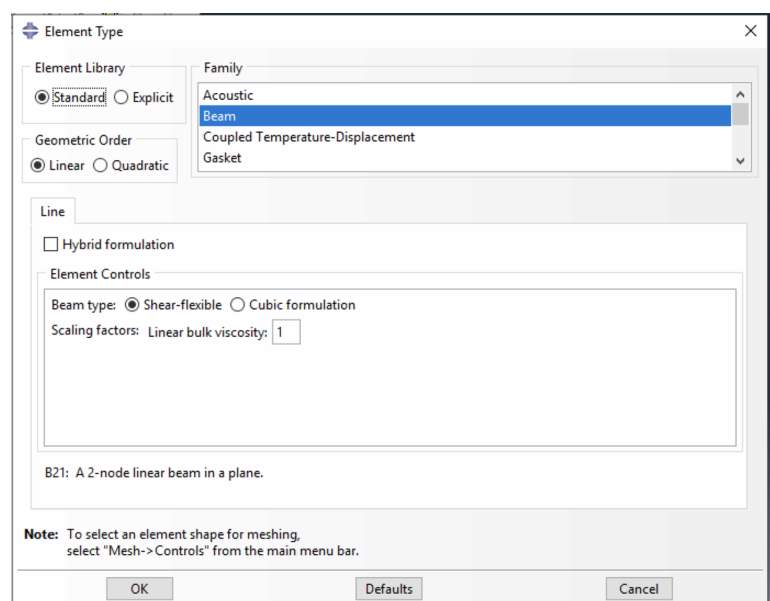 Element Type
Element Library
Standard Explicit
Geometric Order
Linear Quadratic
Family
Acoustic
Beam
Coupled Temperature-Displacement
Gasket
Line
Hybrid formulation
Element Controls
Beam type: Shear-flexible Cubic formulation
Scaling factors: Linear bulk viscosity: 1
B21: A 2-node linear beam in a plane.
Note: To select an element shape for meshing,
select "Mesh->Controls" from the main menu bar.
OK Defaults Cancel